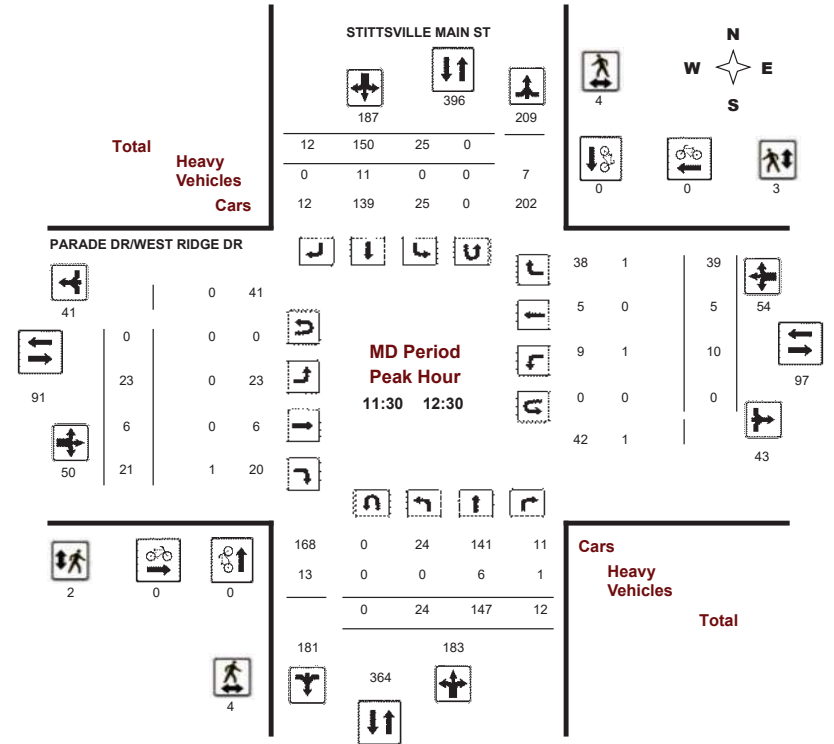 STITTSVILLE MAIN ST
N
W E
S
396
187 209
4
Total 12 150 25 0
Heavy
Vehicles 0 11 0 0 7
Cars 12 139 25 0 202
0 0 3
PARADE DR/WEST RIDGE DR
38 1 39
41 0 41
54
5 0 5
0 0 0
MD Period
9 1 10
91 23 0 23
Peak Hour
97
11:30 12:30
0 0 0
6 0 6
42 1
43
50 21 1 20
168 0 24 141 11 Cars
13 0 0 6 1 Heavy
Vehicles
2 0 0
0 24 147 12 Total
181 183
364
4